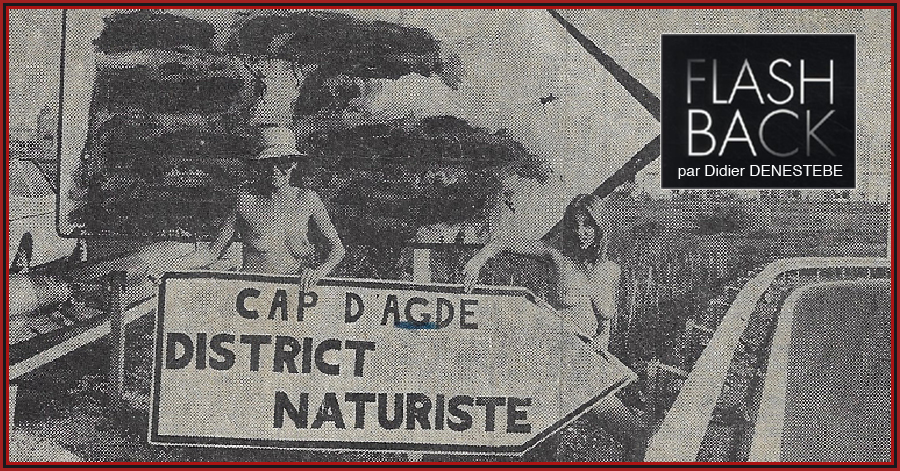 FLASH
BACK
par Didier DENESTEBE
CAP D'AGDE
DISTRICT
NATURISTE